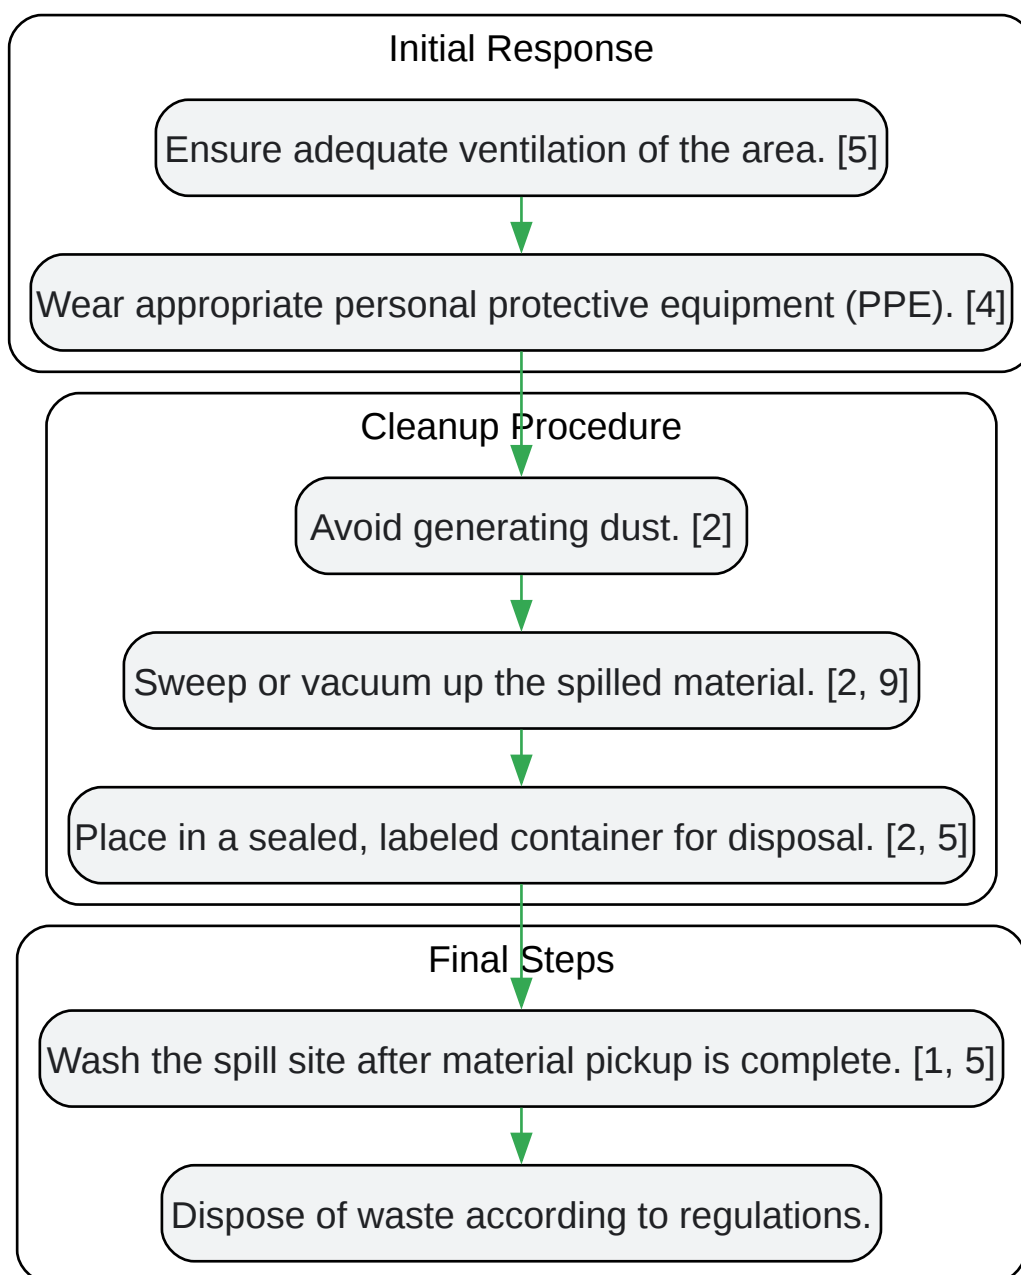 Initial Response
Ensure adequate ventilation of the area. [5]
Wear appropriate personal protective equipment (PPE). [4]
Cleanup Procedure
Avoid generating dust. [2]
Sweep or vacuum up the spilled material. [2, 9]
Place in a sealed, labeled container for disposal. [2, 5]
Final Steps
Wash the spill site after material pickup is complete. [1, 5]
Dispose of waste according to regulations.